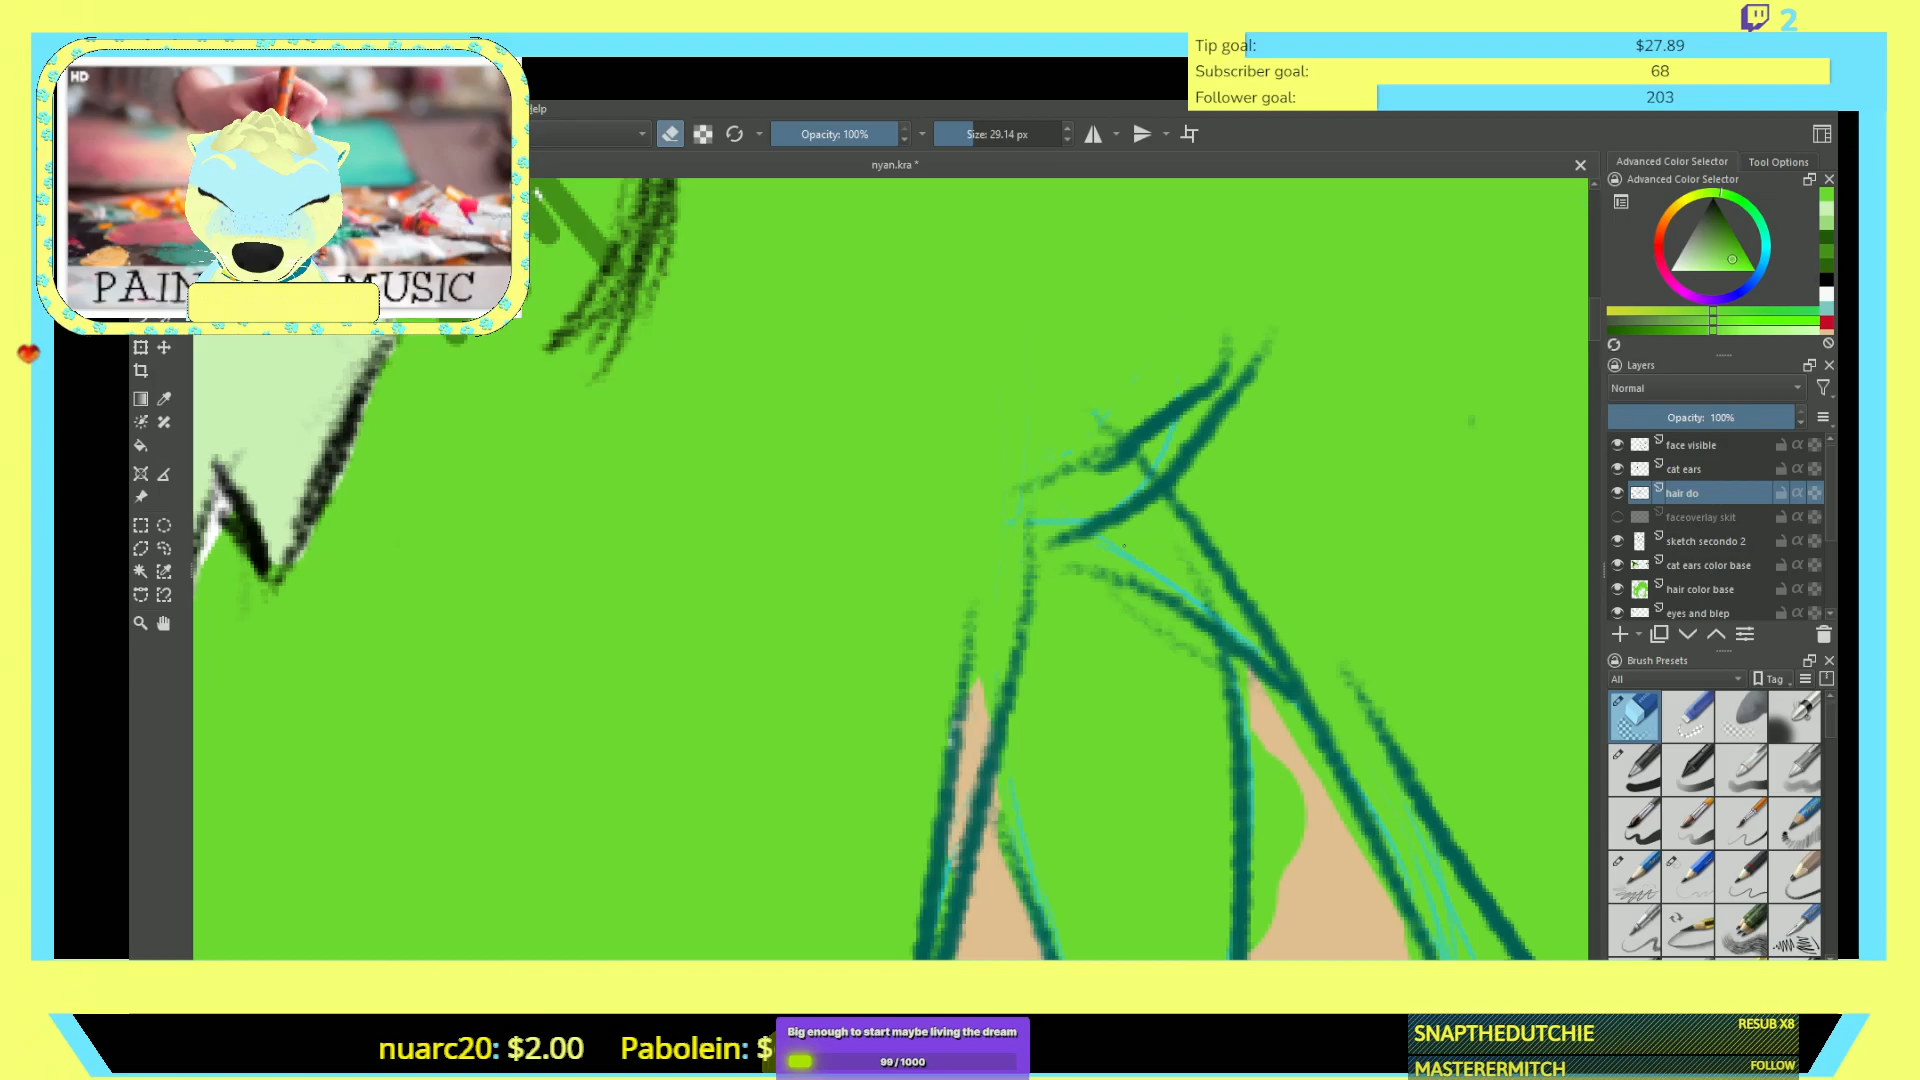 2
Tip goal: $27.89
Subscriber goal: 68
Follower goal: 203
HD
PAIN MUSIC
elp
Opacity: 100%
Size: 29.14 px
nyan.kra *
Advanced Color Selector
Tool Options
Advanced Color Selector
Layers
Normal
Opacity: 100%
face visible
cat ears
hair do
faceoverlay skit
sketch secondo 2
cat ears color base
hair color base
eyes and blep
Brush Presets
All
Tag
nuarc20: $2.00 Pabolein: $
Big enough to start maybe living the dream
99 / 1000
SNAPTHEDUTCHIE RESUB X8
MASTERERMITCH FOLLOW